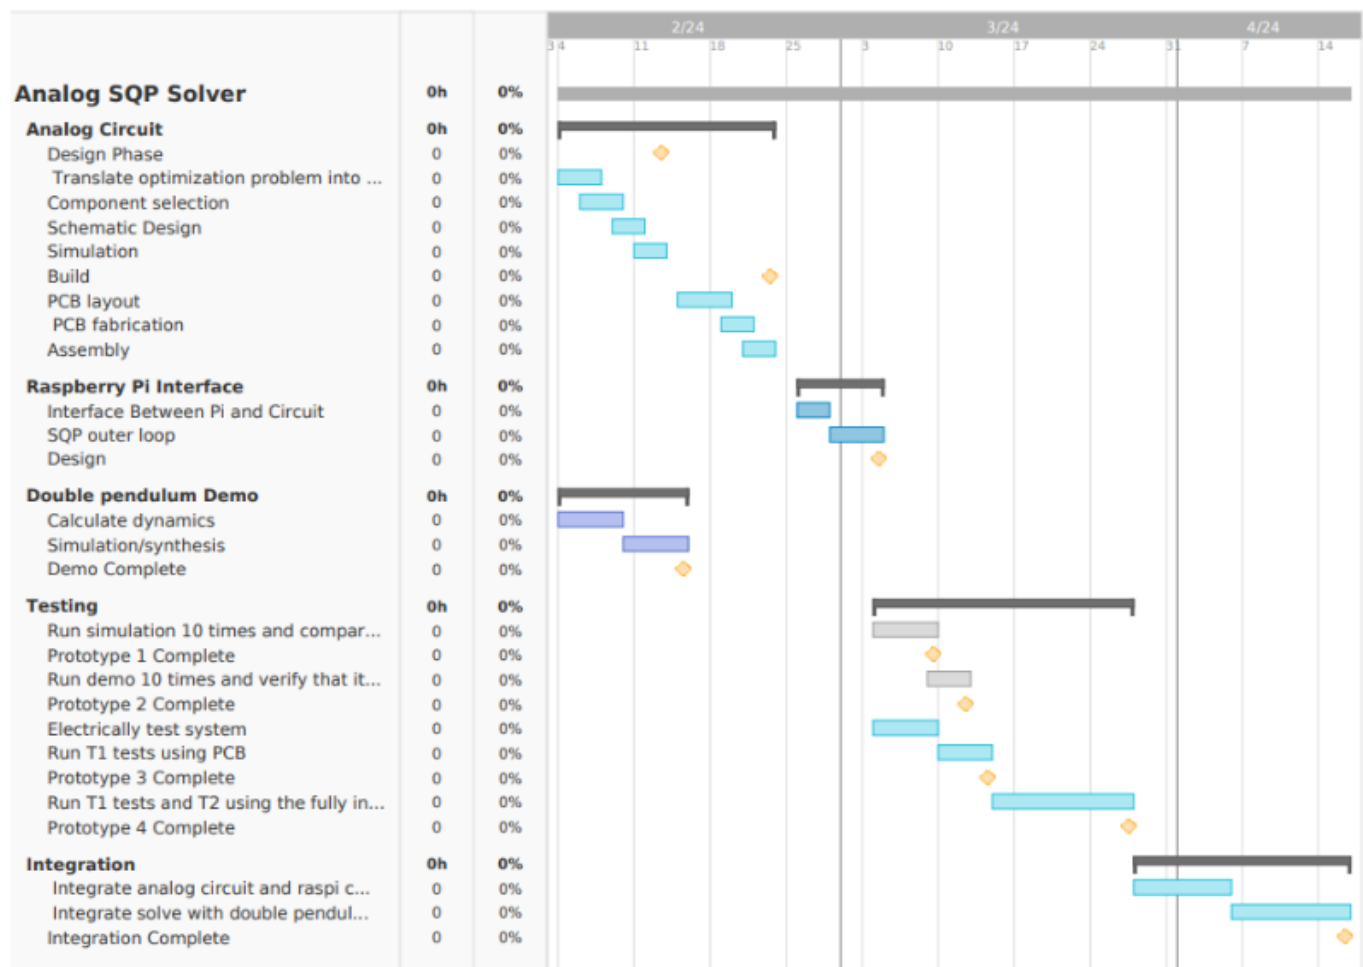 2/24 3/24 4/24
3 4 11 18 25 3 10 17 24 31 7 14
Analog SQP Solver 0h 0%
Analog Circuit 0h 0%
Design Phase 0 0%
Translate optimization problem into ... 0 0%
Component selection 0 0%
Schematic Design 0 0%
Simulation 0 0%
Build 0 0%
PCB layout 0 0%
PCB fabrication 0 0%
Assembly 0 0%
Raspberry Pi Interface 0h 0%
Interface Between Pi and Circuit 0 0%
SQP outer loop 0 0%
Design 0 0%
Double pendulum Demo 0h 0%
Calculate dynamics 0 0%
Simulation/synthesis 0 0%
Demo Complete 0 0%
Testing 0h 0%
Run simulation 10 times and compar... 0 0%
Prototype 1 Complete 0 0%
Run demo 10 times and verify that it... 0 0%
Prototype 2 Complete 0 0%
Electrically test system 0 0%
Run T1 tests using PCB 0 0%
Prototype 3 Complete 0 0%
Run T1 tests and T2 using the fully in... 0 0%
Prototype 4 Complete 0 0%
Integration 0h 0%
Integrate analog circuit and raspi c... 0 0%
Integrate solve with double pendul... 0 0%
Integration Complete 0 0%